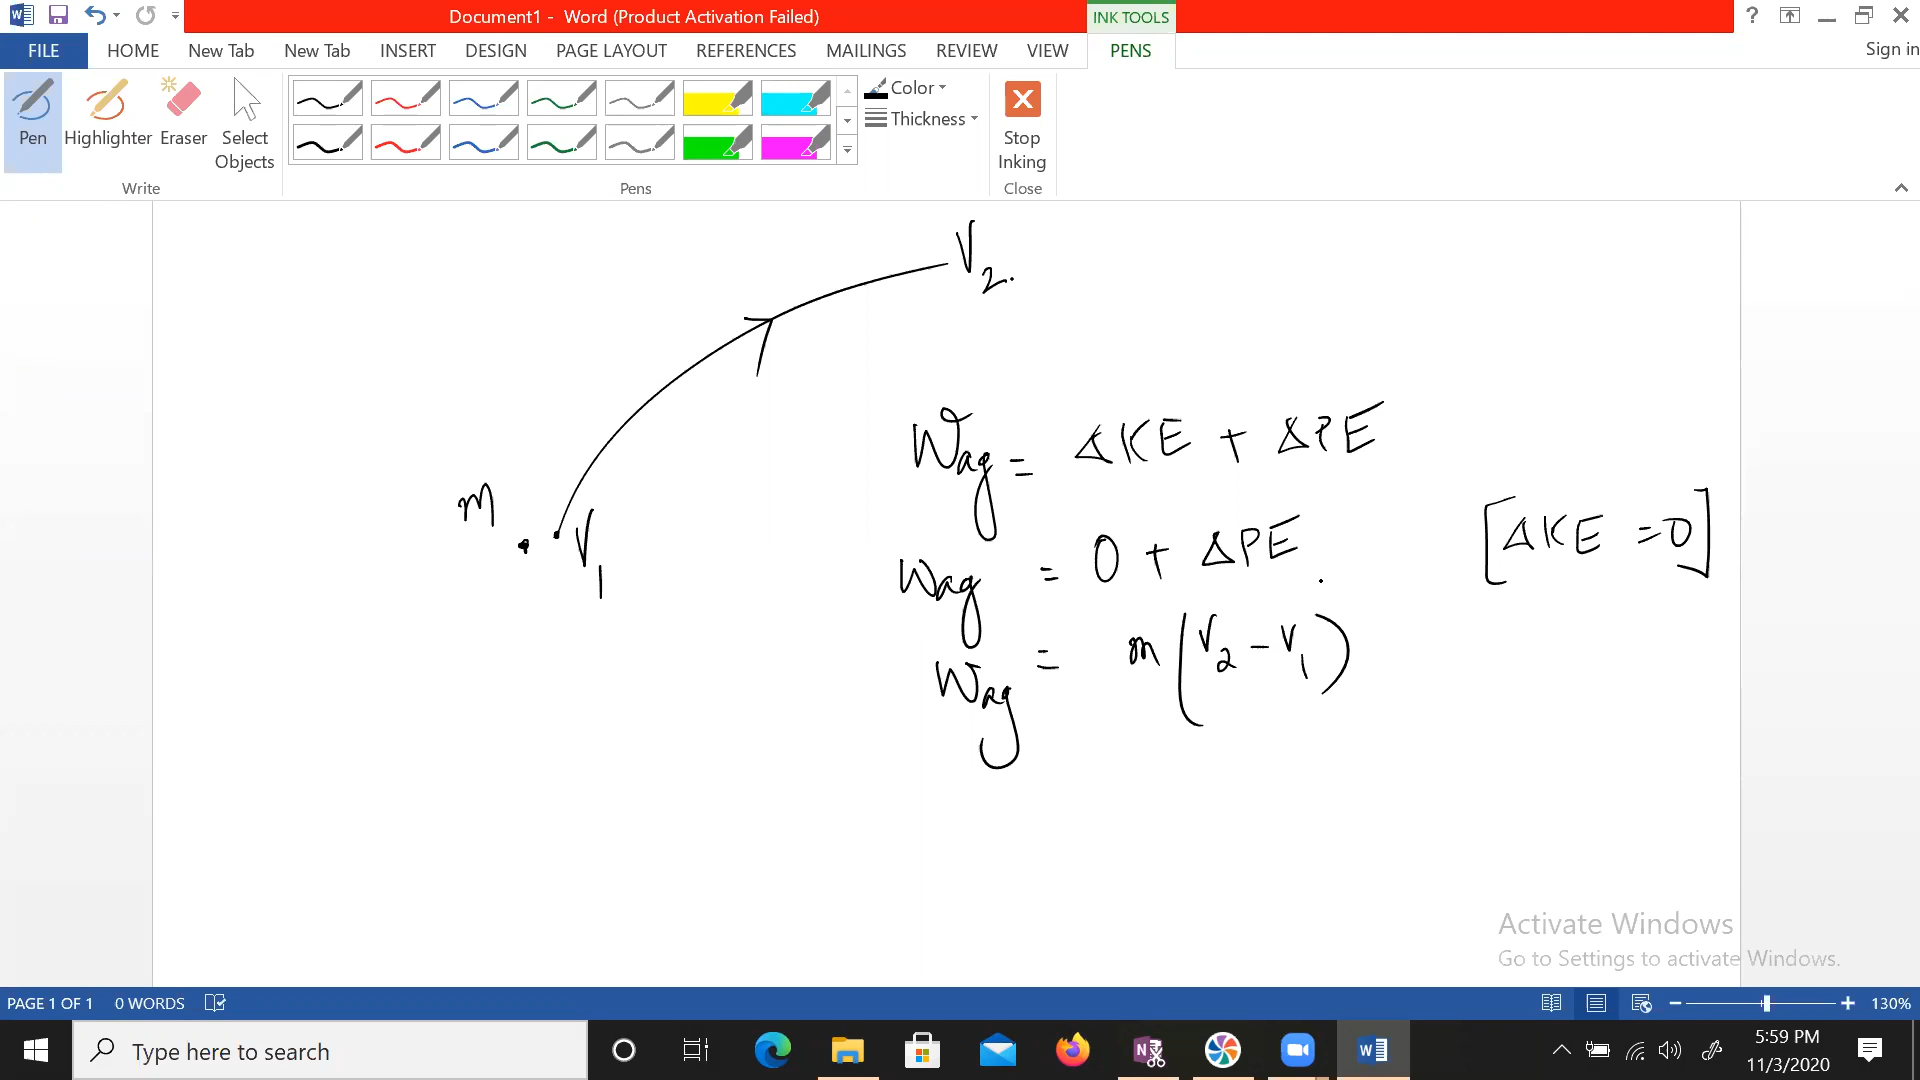 Document1 - Word (Product Activation Failed)
INK TOOLS
?
FILE HOME New Tab New Tab INSERT DESIGN PAGE LAYOUT REFERENCES MAILINGS REVIEW VIEW PENS Sign in
Pen Highlighter Eraser Select Objects
Color
Thickness
Stop Inking
Write Pens Close
V2.
m
V1
Wag = ΔKE + ΔPE
Wag = 0 + ΔPE. [ΔKE = 0]
Wag = m(V2 - V1)
Activate Windows
Go to Settings to activate Windows.
PAGE 1 OF 1 0 WORDS 130%
Type here to search
5:59 PM
11/3/2020